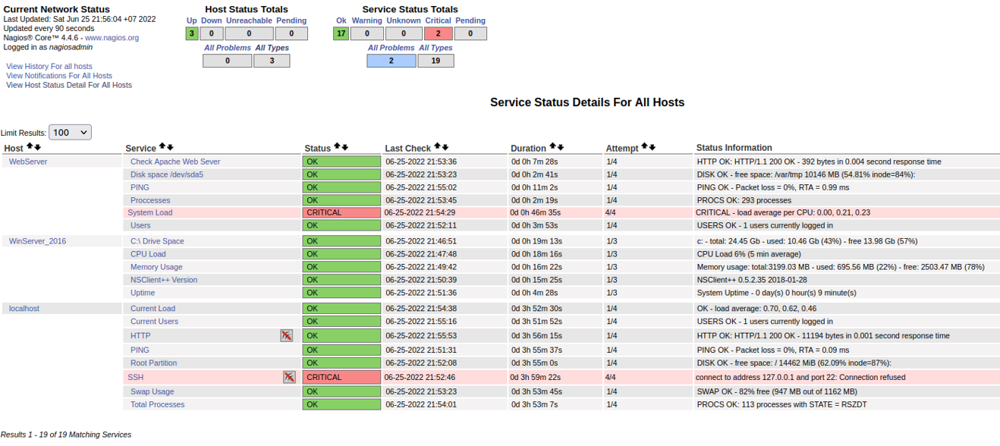 Current Network Status
Last Updated: Sat Jun 25 21:56:04 +07 2022
Updated every 90 seconds
Nagios® Core™ 4.4.6 - www.nagios.org
Logged in as nagiosadmin
View History For all hosts
View Notifications For All Hosts
View Host Status Detail For All Hosts
Host Status Totals
Up Down Unreachable Pending
3 0 0 0
All Problems All Types
0 3
Service Status Totals
Ok Warning Unknown Critical Pending
17 0 0 2 0
All Problems All Types
2 19
Service Status Details For All Hosts
Limit Results: 100
Host Service Status Last Check Duration Attempt Status Information
WebServer Check Apache Web Sever OK 06-25-2022 21:53:36 0d 0h 7m 28s 1/4 HTTP OK: HTTP/1.1 200 OK - 392 bytes in 0.004 second response time
Disk space /dev/sda5 OK 06-25-2022 21:53:23 0d 0h 2m 41s 1/4 DISK OK - free space: /var/tmp 10146 MB (54.81% inode=84%):
PING OK 06-25-2022 21:55:02 0d 0h 11m 2s 1/4 PING OK - Packet loss = 0%, RTA = 0.99 ms
Proccesses OK 06-25-2022 21:53:45 0d 0h 2m 19s 1/4 PROCS OK: 293 processes
System Load CRITICAL 06-25-2022 21:54:29 0d 0h 46m 35s 4/4 CRITICAL - load average per CPU: 0.00, 0.21, 0.23
Users OK 06-25-2022 21:52:11 0d 0h 3m 53s 1/4 USERS OK - 1 users currently logged in
WinServer_2016 C:\ Drive Space OK 06-25-2022 21:46:51 0d 0h 19m 13s 1/3 c: - total: 24.45 Gb - used: 10.46 Gb (43%) - free 13.98 Gb (57%)
CPU Load OK 06-25-2022 21:47:48 0d 0h 18m 16s 1/3 CPU Load 6% (5 min average)
Memory Usage OK 06-25-2022 21:49:42 0d 0h 16m 22s 1/3 Memory usage: total:3199.03 MB - used: 695.56 MB (22%) - free: 2503.47 MB (78%)
NSClient++ Version OK 06-25-2022 21:50:39 0d 0h 15m 25s 1/3 NSClient++ 0.5.2.35 2018-01-28
Uptime OK 06-25-2022 21:51:36 0d 0h 4m 28s 1/3 System Uptime - 0 day(s) 0 hour(s) 9 minute(s)
localhost Current Load OK 06-25-2022 21:54:38 0d 3h 52m 30s 1/4 OK - load average: 0.70, 0.62, 0.46
Current Users OK 06-25-2022 21:55:16 0d 3h 51m 52s 1/4 USERS OK - 1 users currently logged in
HTTP OK 06-25-2022 21:55:53 0d 3h 56m 15s 1/4 HTTP OK: HTTP/1.1 200 OK - 11194 bytes in 0.001 second response time
PING OK 06-25-2022 21:51:31 0d 3h 55m 37s 1/4 PING OK - Packet loss = 0%, RTA = 0.09 ms
Root Partition OK 06-25-2022 21:52:08 0d 3h 55m 0s 1/4 DISK OK - free space: / 14462 MiB (62.09% inode=87%):
SSH CRITICAL 06-25-2022 21:52:46 0d 3h 59m 22s 4/4 connect to address 127.0.0.1 and port 22: Connection refused
Swap Usage OK 06-25-2022 21:53:23 0d 3h 53m 45s 1/4 SWAP OK - 82% free (947 MB out of 1162 MB)
Total Processes OK 06-25-2022 21:54:01 0d 3h 53m 7s 1/4 PROCS OK: 113 processes with STATE = RSZDT
Results 1 - 19 of 19 Matching Services